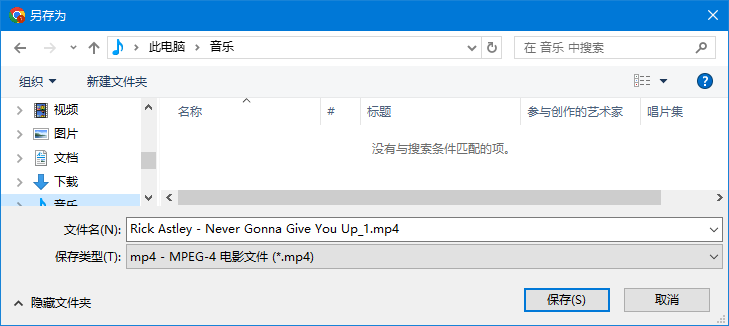 另存为
此电脑 音乐
在 音乐 中搜索
组织 新建文件夹
视频
图片
文档
下载
音乐
名称 # 标题 参与创作的艺术家 唱片集
没有与搜索条件匹配的项。
文件名(N): Rick Astley - Never Gonna Give You Up_1.mp4
保存类型(T): mp4 - MPEG-4 电影文件 (*.mp4)
隐藏文件夹 保存(S) 取消